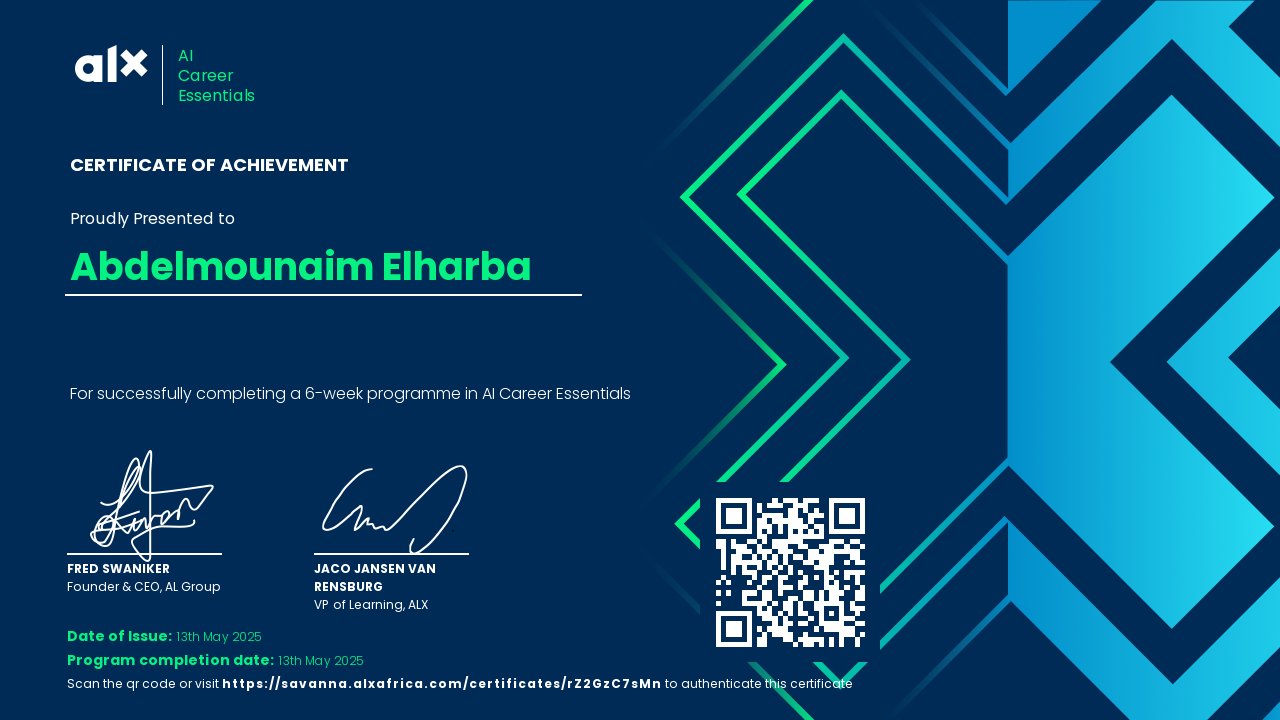 alx
AI
Career
Essentials
CERTIFICATE OF ACHIEVEMENT
Proudly Presented to
Abdelmounaim Elharba
For successfully completing a 6-week programme in AI Career Essentials
FRED SWANIKER
Founder & CEO, AL Group
JACO JANSEN VAN
RENSBURG
VP of Learning, ALX
Date of Issue: 13th May 2025
Program completion date: 13th May 2025
Scan the qr code or visit https://savanna.alxafrica.com/certificates/rZ2GzC7sMn to authenticate this certificate